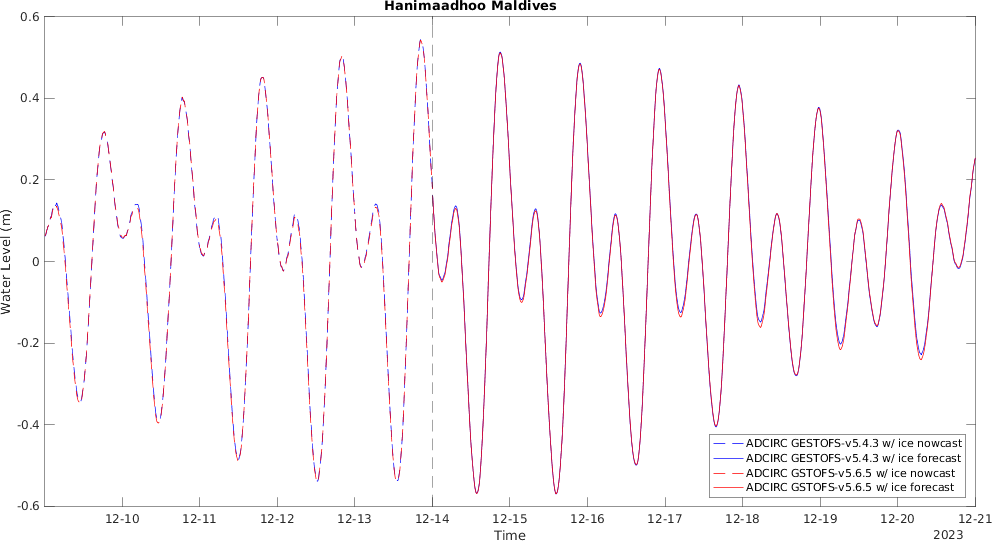 Hanimaadhoo Maldives
0.6
0.4
0.2
0
-0.2
-0.4
-0.6
Water Level (m)
ADCIRC GESTOFS-v5.4.3 w/ ice nowcast
ADCIRC GESTOFS-v5.4.3 w/ ice forecast
ADCIRC GSTOFS-v5.6.5 w/ ice nowcast
ADCIRC GSTOFS-v5.6.5 w/ ice forecast
12-10 12-11 12-12 12-13 12-14 12-15 12-16 12-17 12-18 12-19 12-20 12-21
Time
2023